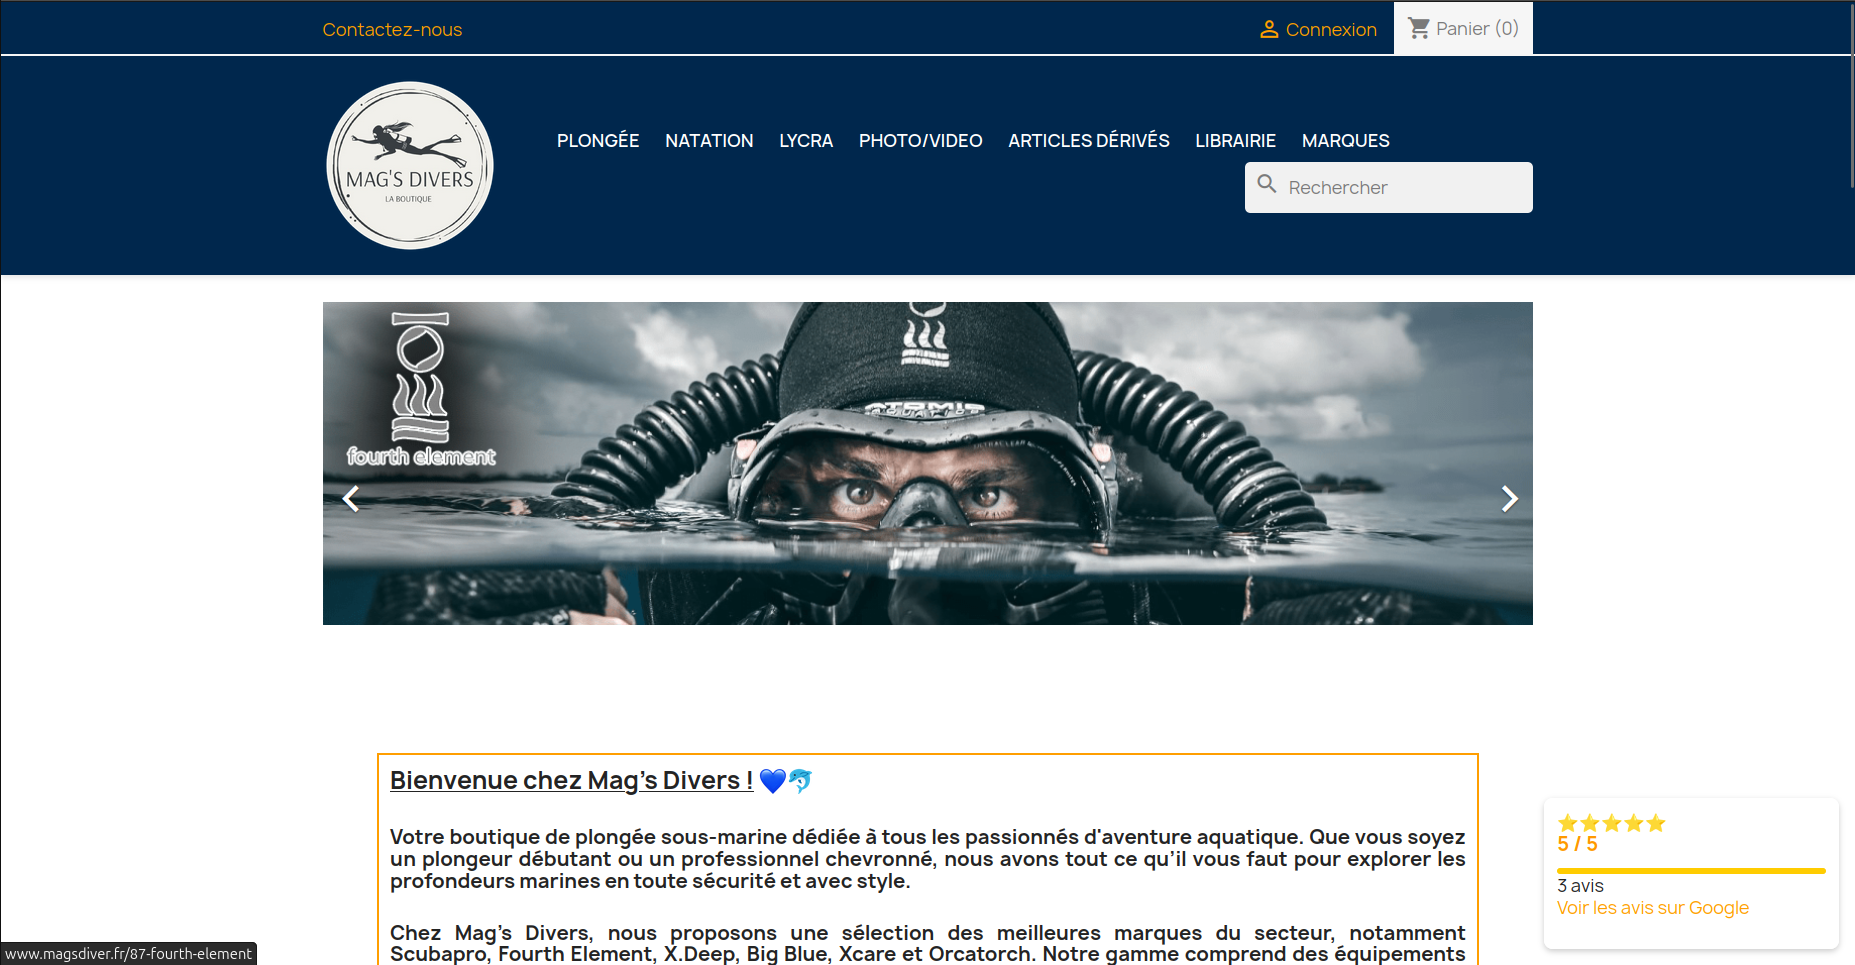 Contactez-nous
Connexion
Panier (0)
MAG'S DIVERS
LA BOUTIQUE
PLONGÉE NATATION LYCRA PHOTO/VIDEO ARTICLES DÉRIVÉS LIBRAIRIE MARQUES
Rechercher
fourth element
ATOMIC
AQUATICS
ULTRACLEAR
Bienvenue chez Mag's Divers ! 💙🐬
Votre boutique de plongée sous-marine dédiée à tous les passionnés d'aventure aquatique. Que vous soyez
un plongeur débutant ou un professionnel chevronné, nous avons tout ce qu’il vous faut pour explorer les
profondeurs marines en toute sécurité et avec style.
Chez Mag’s Divers, nous proposons une sélection des meilleures marques du secteur, notamment
Scubapro, Fourth Element, X.Deep, Big Blue, Xcare et Orcatorch. Notre gamme comprend des équipements
⭐⭐⭐⭐⭐
5 / 5
3 avis
Voir les avis sur Google
www.magsdiver.fr/87-fourth-element